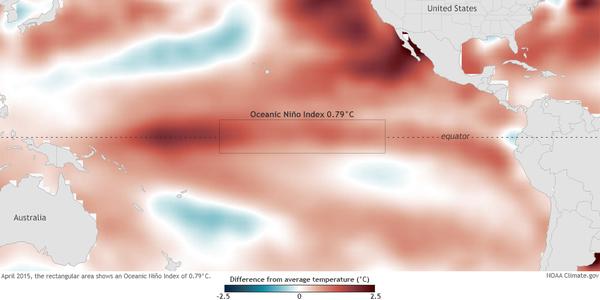 United States
Oceanic Niño Index 0.79°C
equator
Australia
April 2015, the rectangular area shows an Oceanic Niño Index of 0.79°C.
NOAA Climate.gov
Difference from average temperature (°C)
-2.5 0 2.5